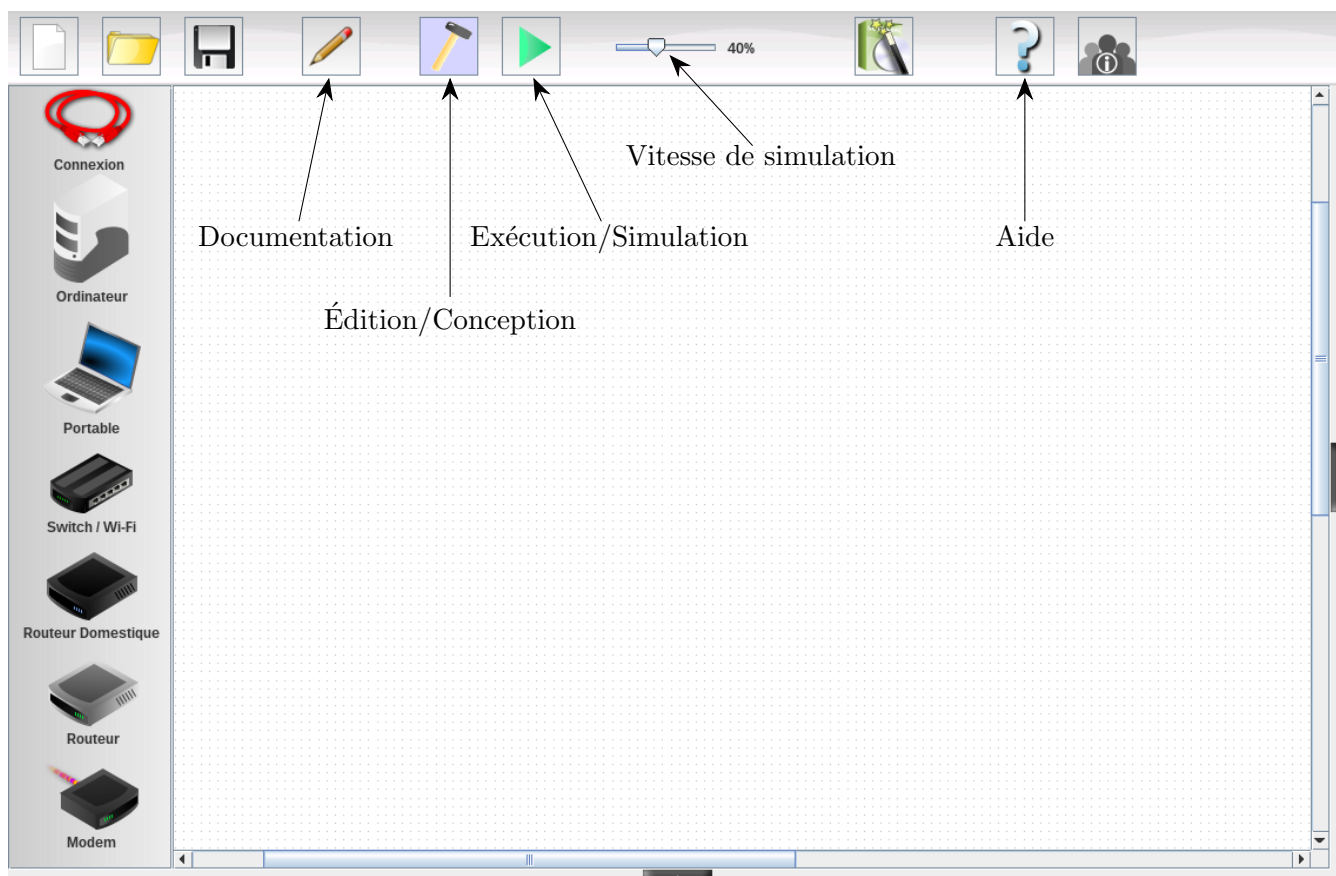 40%
Vitesse de simulation
Documentation
Exécution/Simulation
Aide
Édition/Conception
Connexion
Ordinateur
Portable
Switch / Wi-Fi
Routeur Domestique
Routeur
Modem